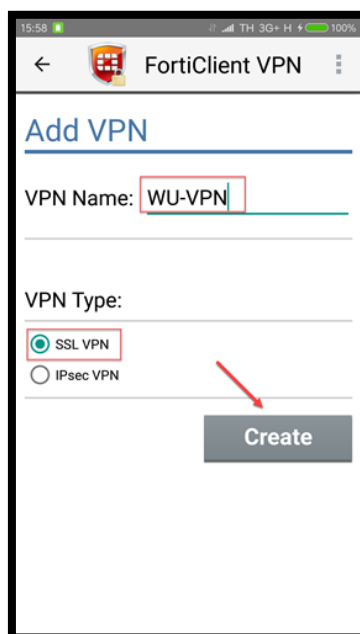 15:58 TH 3G+ H 100%
FortiClient VPN
Add VPN
VPN Name: WU-VPN
VPN Type:
SSL VPN
IPsec VPN
Create